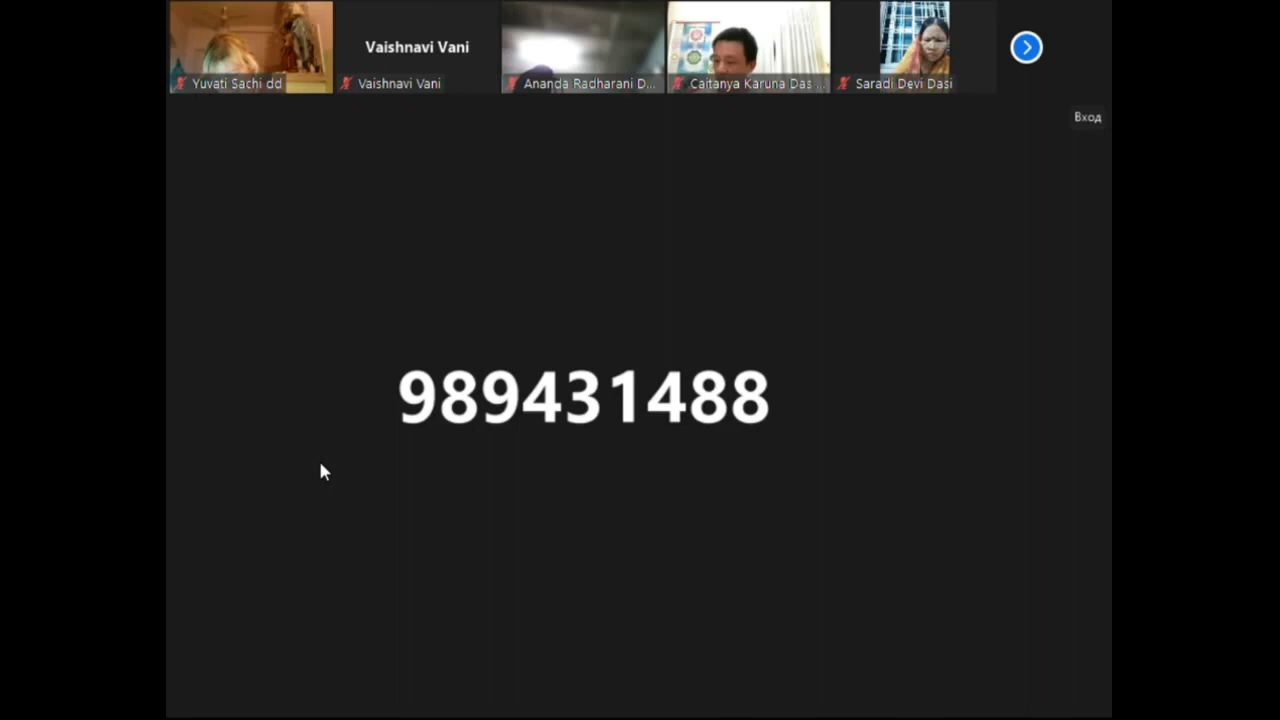 Vaishnavi Vani
Yuvati Sachi dd
Vaishnavi Vani
Ananda Radharani D...
Caitanya Karuna Das ...
Saradi Devi Dasi
Вход
989431488